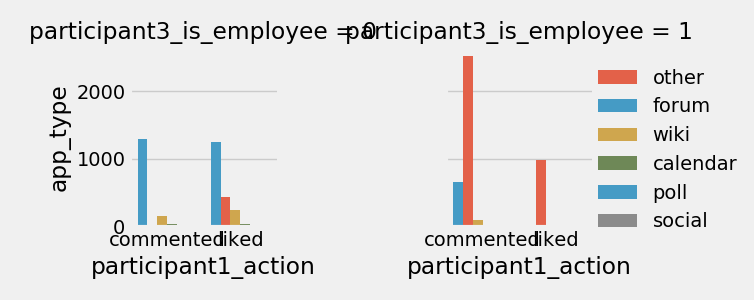 participant3_is_employee = 0
participant3_is_employee = 1
app_type
2000
1000
0
commented
liked
participant1_action
commented
liked
participant1_action
other
forum
wiki
calendar
poll
social